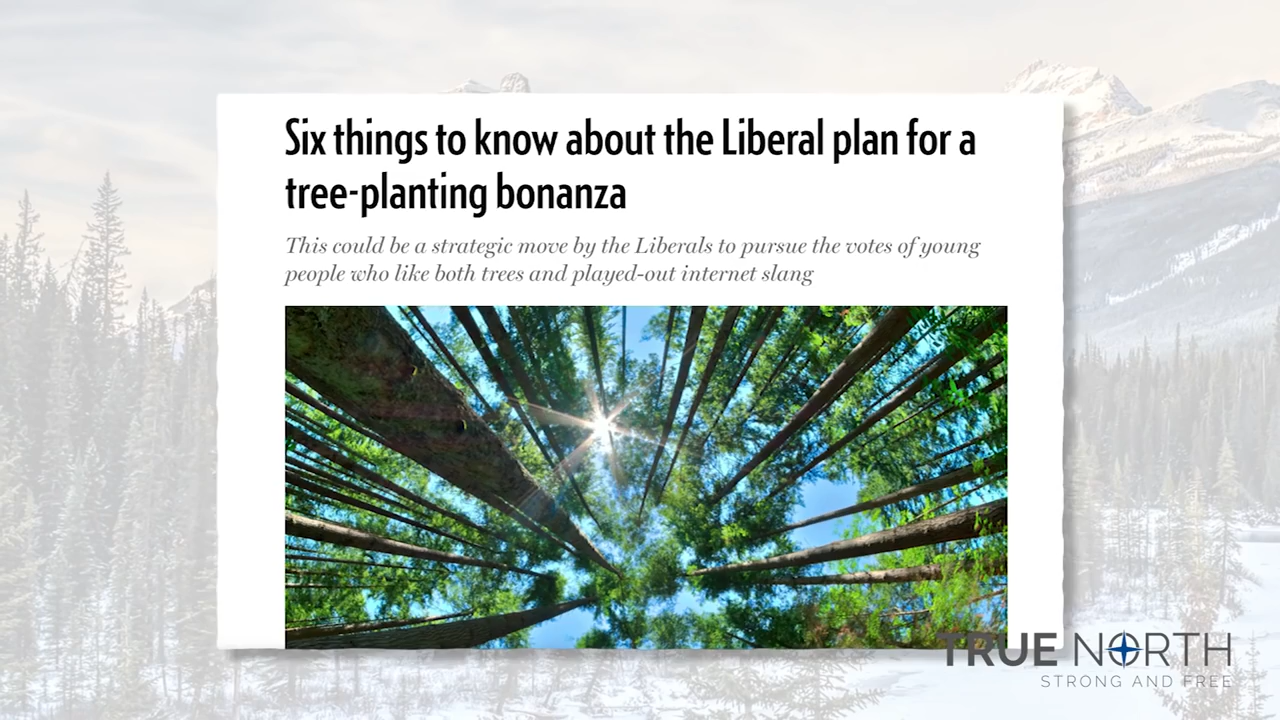 Six things to know about the Liberal plan for a
tree-planting bonanza
This could be a strategic move by the Liberals to pursue the votes of young
people who like both trees and played-out internet slang
TRUE NORTH
STRONG AND FREE